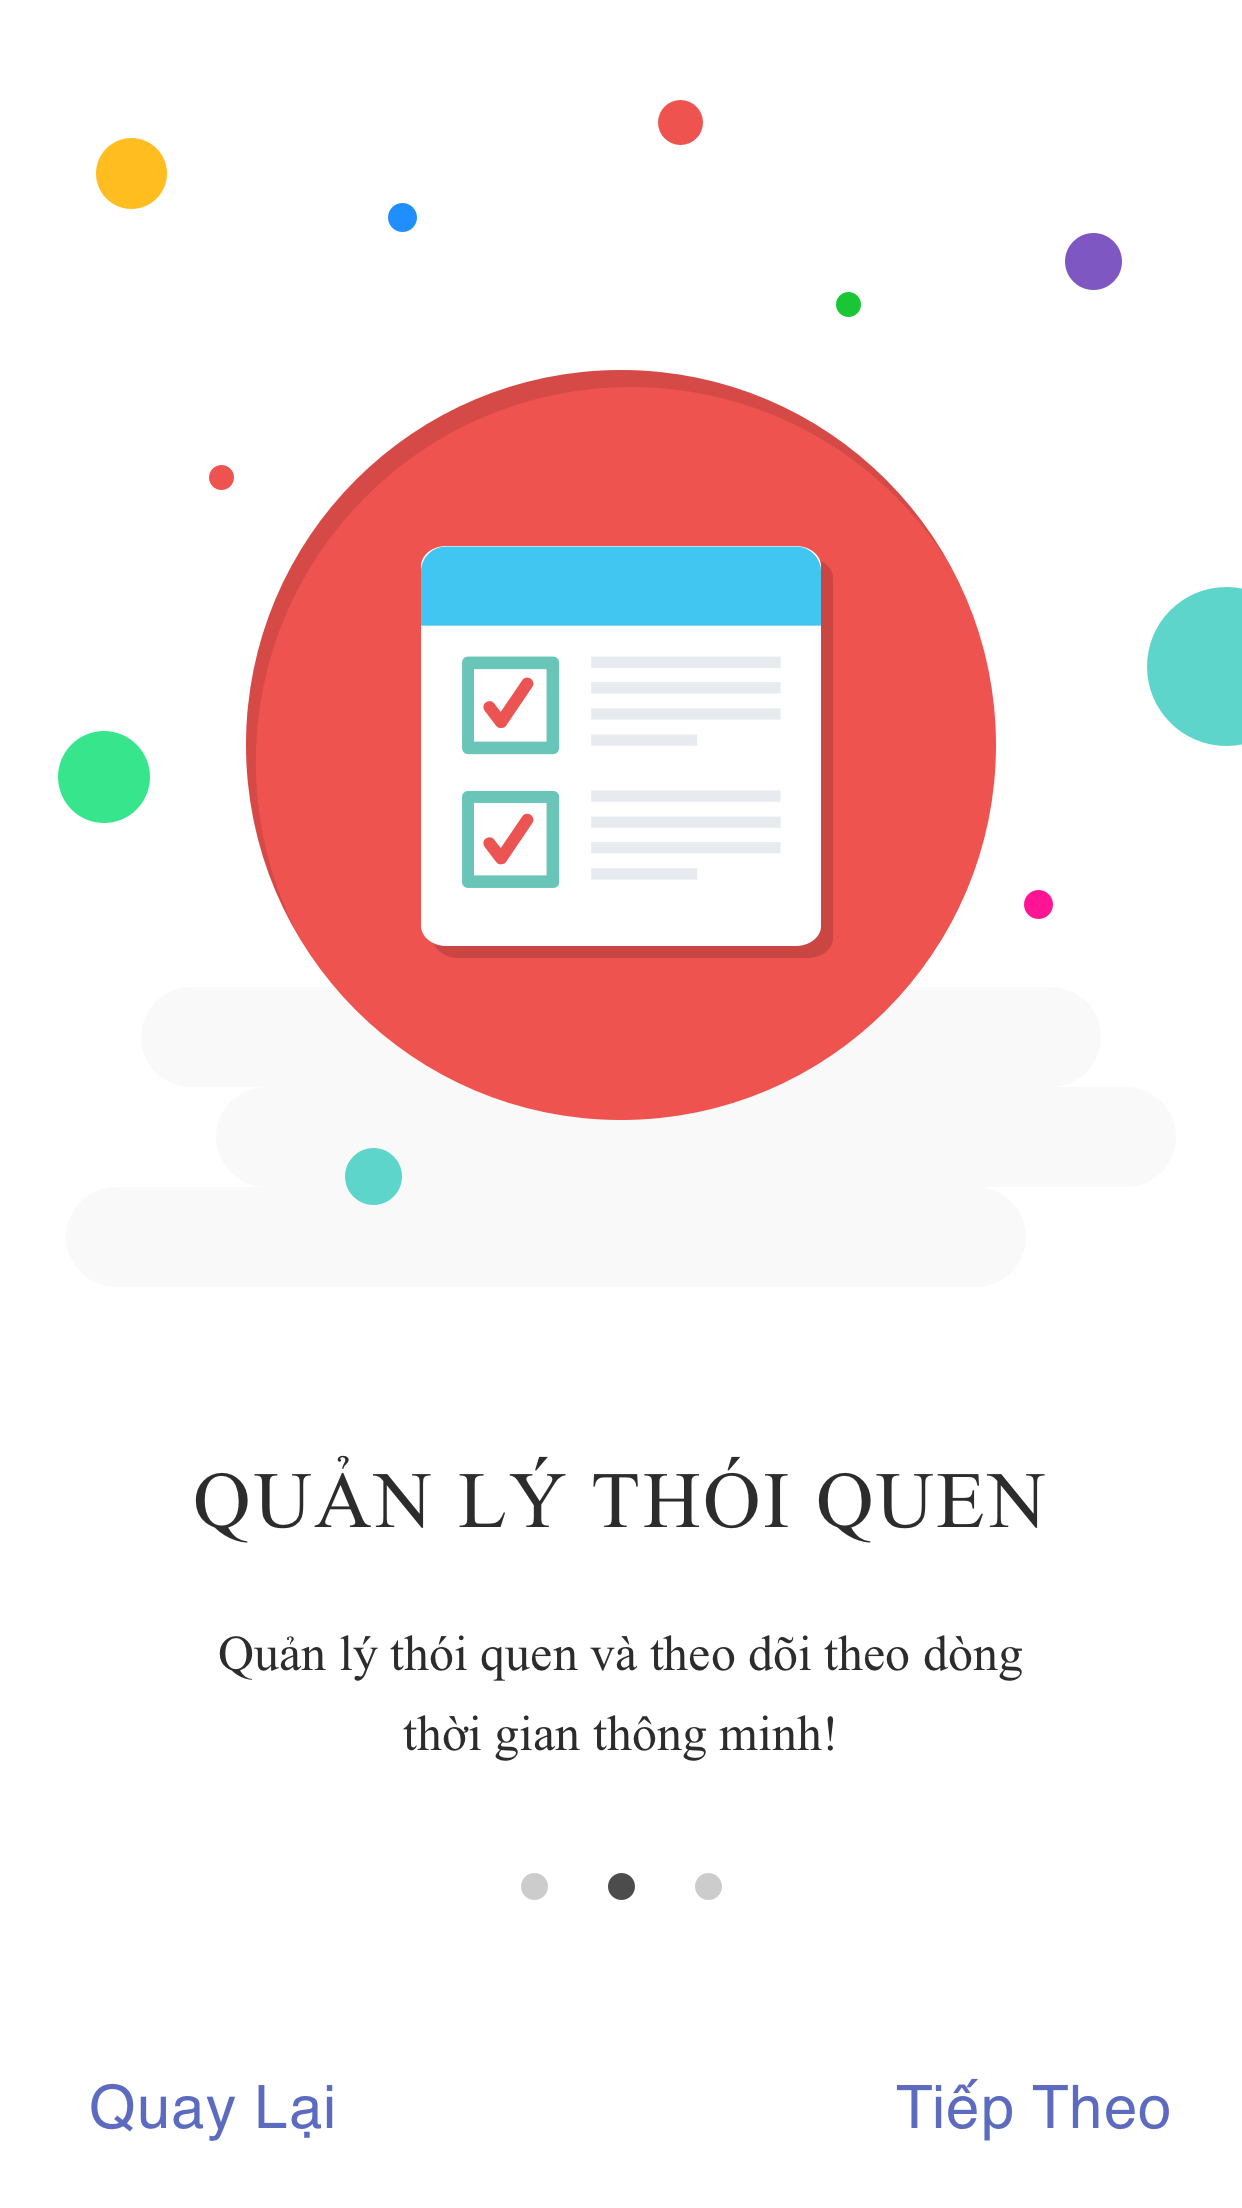 QUẢN LÝ THÓI QUEN
Quản lý thói quen và theo dõi theo dòng
thời gian thông minh!
Quay Lại
Tiếp Theo